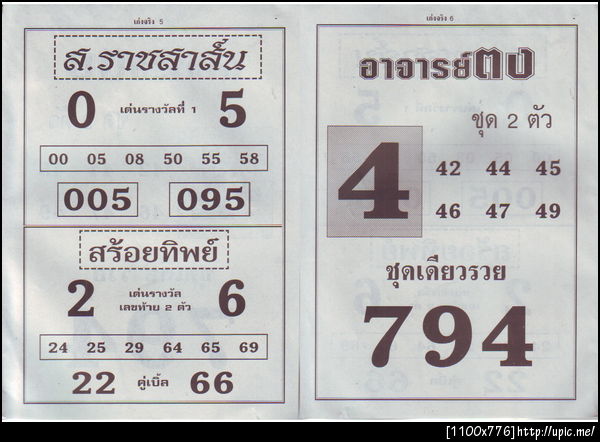 เก่งจริง 5
ส.ราชสาส์น
0 เด่นรางวัลที่ 1 5
00 05 08 50 55 58
005 095
สร้อยทิพย์
2 เด่นรางวัล 6
เลขท้าย 2 ตัว
24 25 29 64 65 69
22 คู่เบิ้ล 66
เก่งจริง 6
อาจารย์ตง
ชุด 2 ตัว
4 42 44 45
46 47 49
ชุดเดียวรวย
794
[1100x776]http://upic.me/